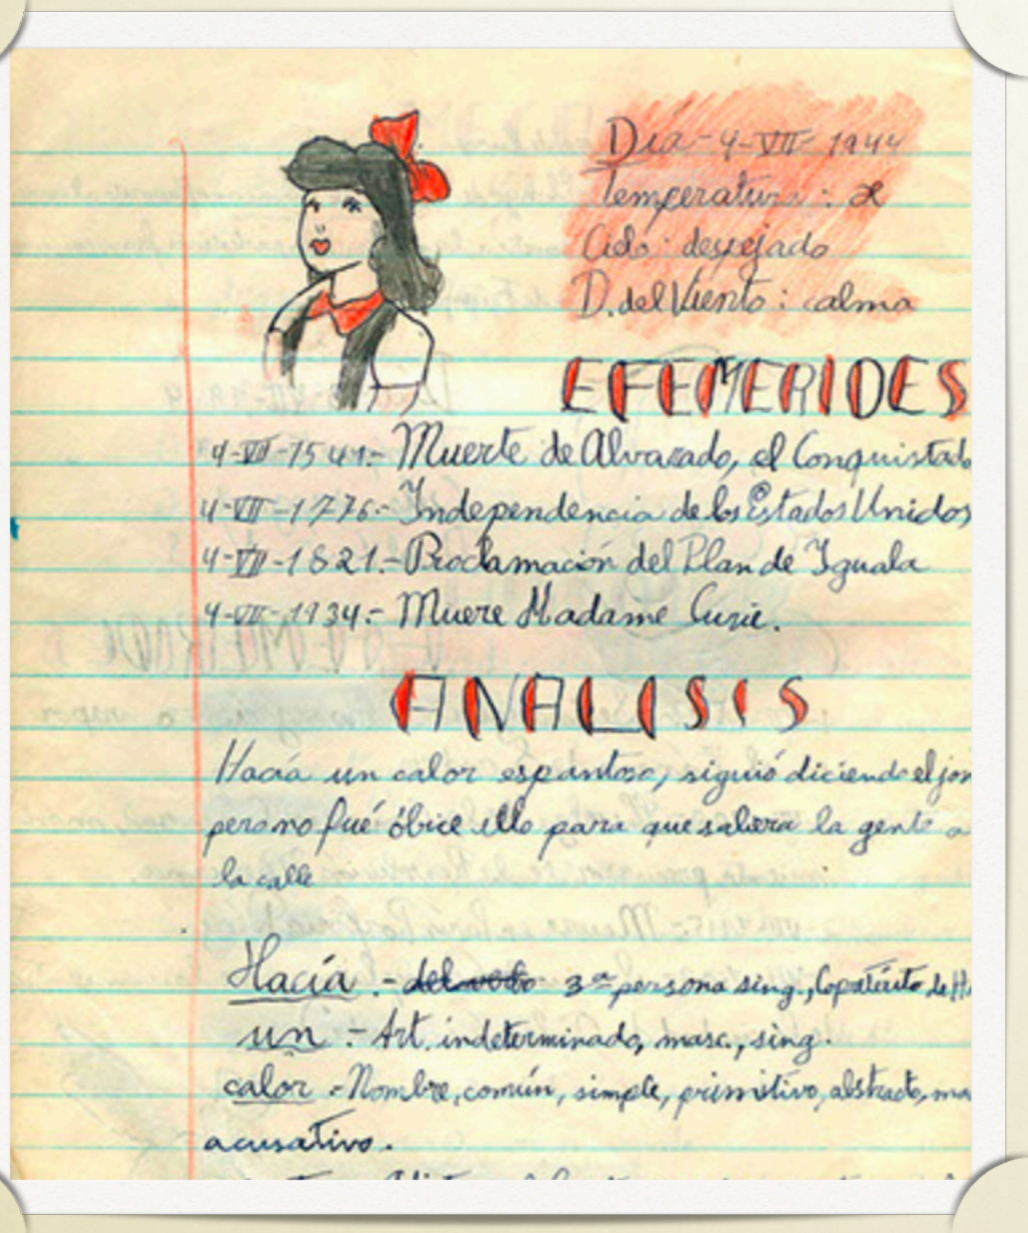 Día-4-VII-1944
Temperatura :
Cielo : despejado
D. del Viento : calma
EFEMERIDES
4-VII-1541.- Muerte de Alvarado, el Conquistad
4-VII-1776.- Independencia de los Estados Unidos
4-VII-1821.- Proclamación del Plan de Iguala
4-VII-1934.- Muere Madame Curie.
ANALISIS
Hacía un calor espantoso, siguió diciendo el jor
pero no fué óbice ello para que saliera la gente a
la calle
Hacía .- 3ª persona sing., Copretérito de H
un .- Art. indeterminado, masc., sing.
calor = Nombre, común, simple, primitivo, abstracto, ma
acusativo.